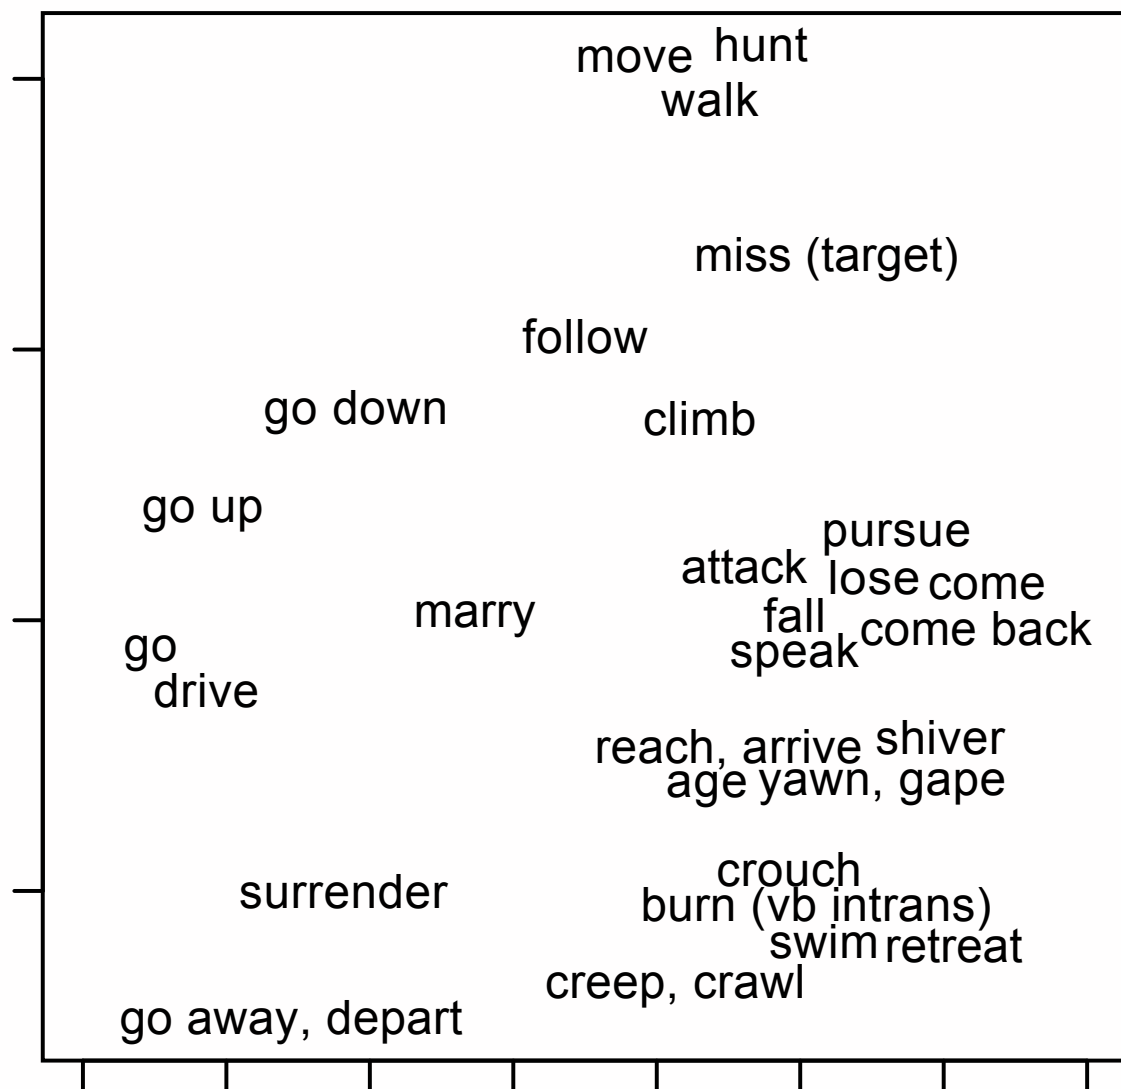 move
hunt
walk
miss (target)
follow
go down
climb
go up
pursue
attack
lose
come
marry
fall
come back
go
speak
drive
reach, arrive
shiver
age
yawn, gape
crouch
surrender
burn (vb intrans)
swim
retreat
creep, crawl
go away, depart